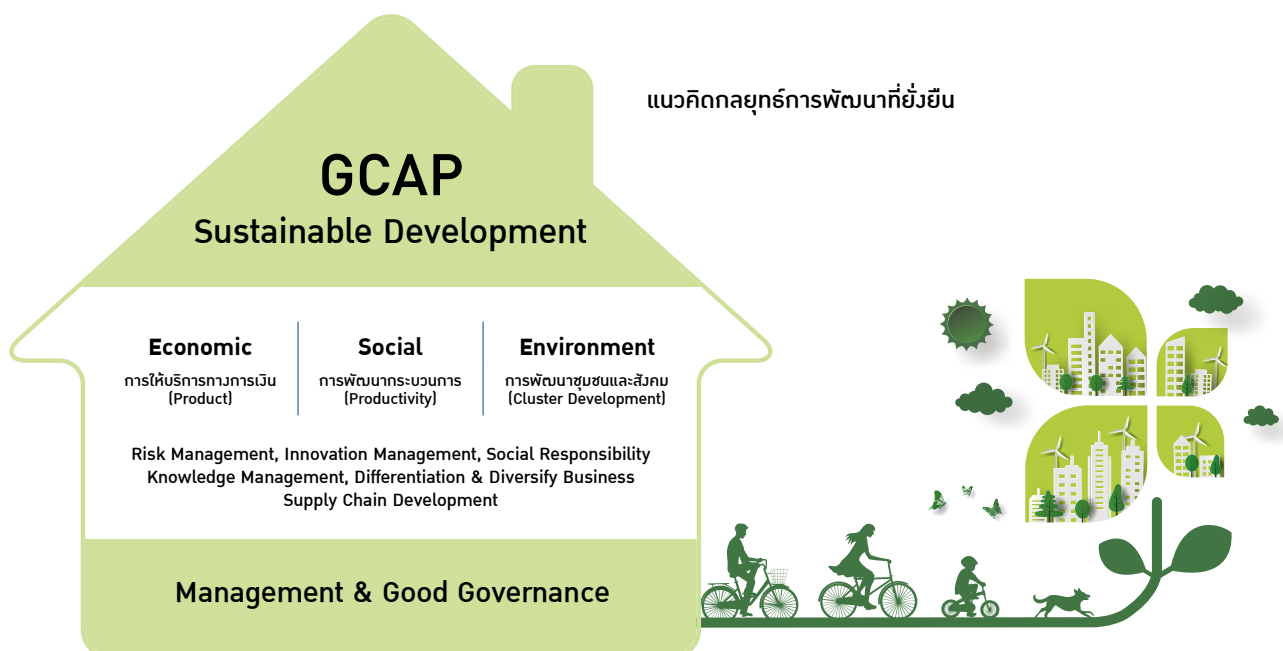 แนวคิดกลยุทธ์การพัฒนาที่ยั่งยืน
GCAP
Sustainable Development
Economic
การให้บริการทางการเงิน
(Product)
Social
การพัฒนากระบวนการ
(Productivity)
Environment
การพัฒนาชุมชนและสังคม
(Cluster Development)
Risk Management, Innovation Management, Social Responsibility
Knowledge Management, Differentiation & Diversify Business
Supply Chain Development
Management & Good Governance